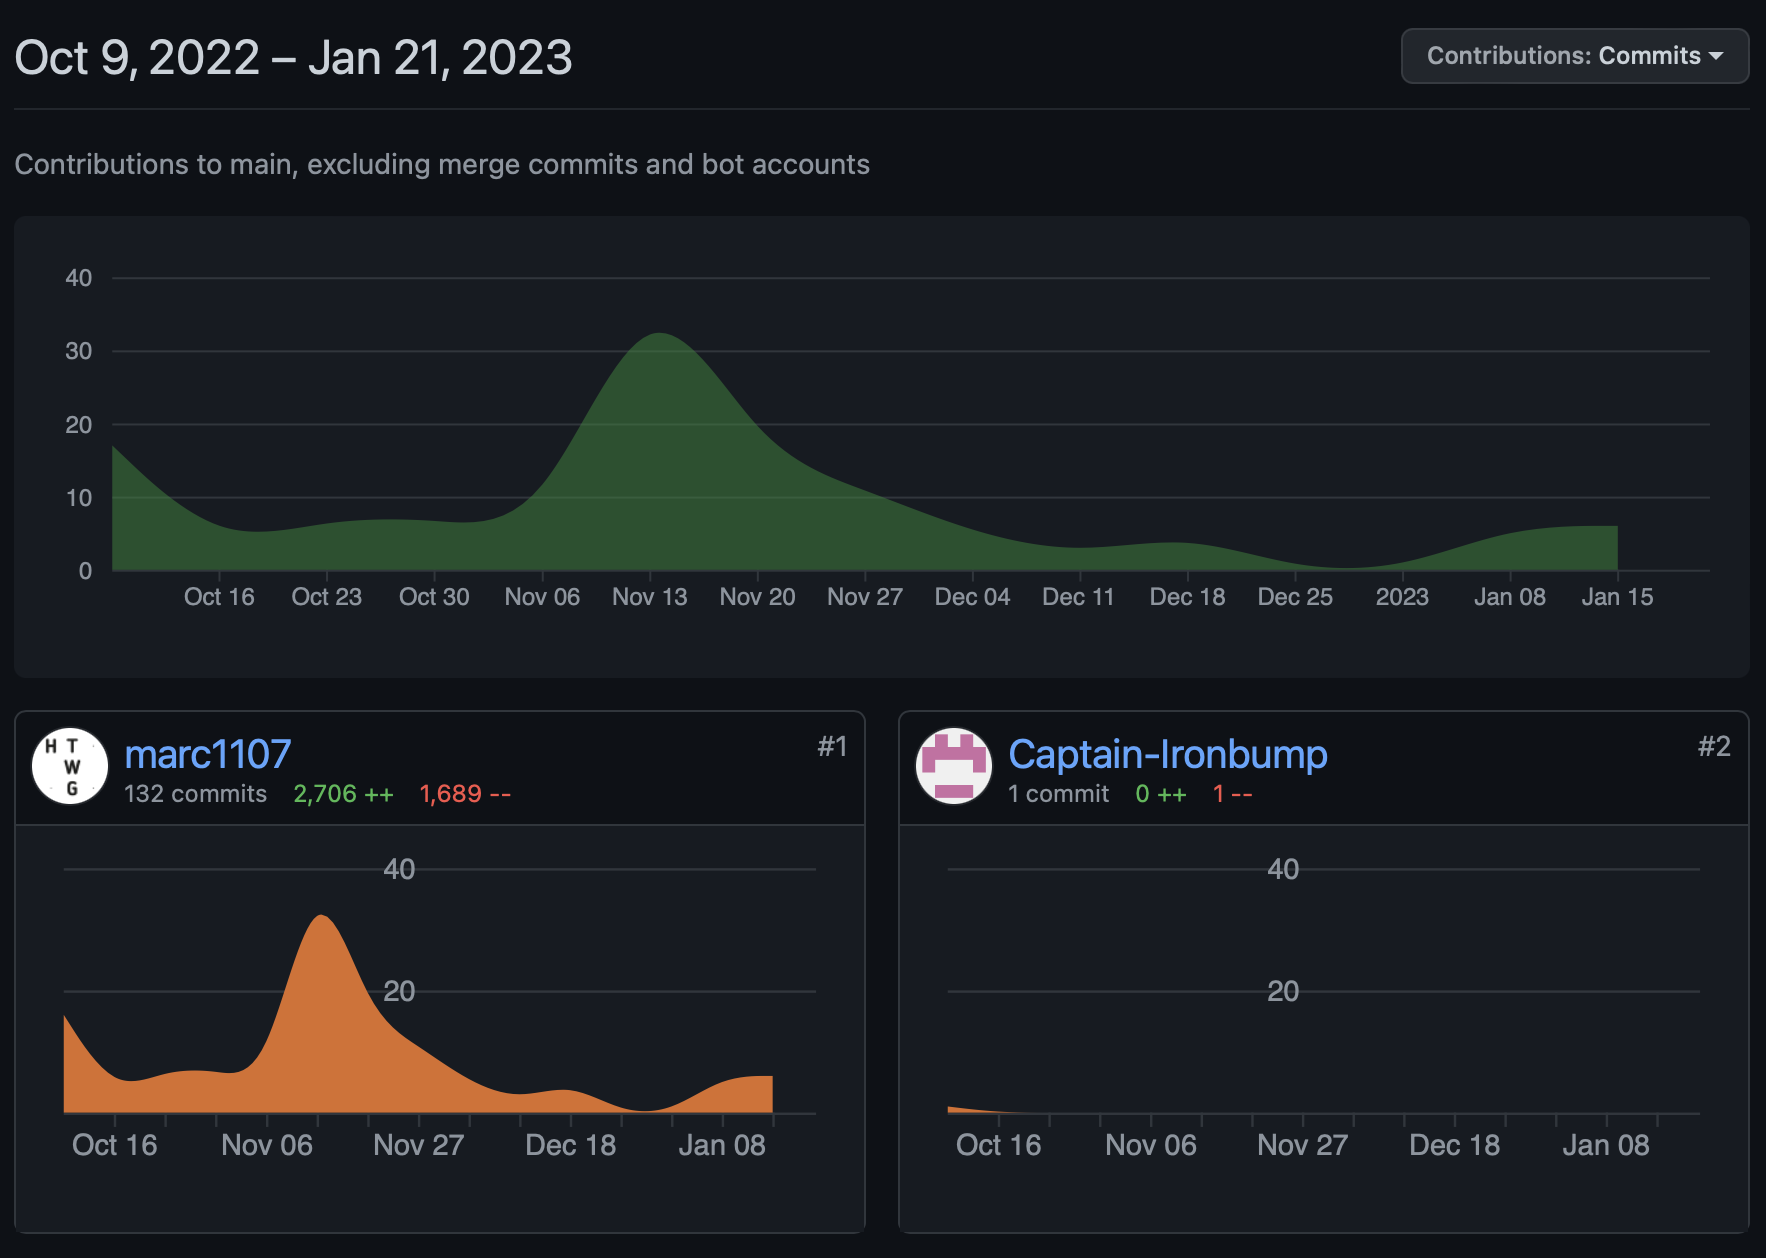 Oct 9, 2022 – Jan 21, 2023
Contributions: Commits
Contributions to main, excluding merge commits and bot accounts
40
30
20
10
0
Oct 16 Oct 23 Oct 30 Nov 06 Nov 13 Nov 20 Nov 27 Dec 04 Dec 11 Dec 18 Dec 25 2023 Jan 08 Jan 15
H T
W
G
marc1107
#1
132 commits 2,706 ++ 1,689 --
40
20
Oct 16 Nov 06 Nov 27 Dec 18 Jan 08
Captain-Ironbump
#2
1 commit 0 ++ 1 --
40
20
Oct 16 Nov 06 Nov 27 Dec 18 Jan 08